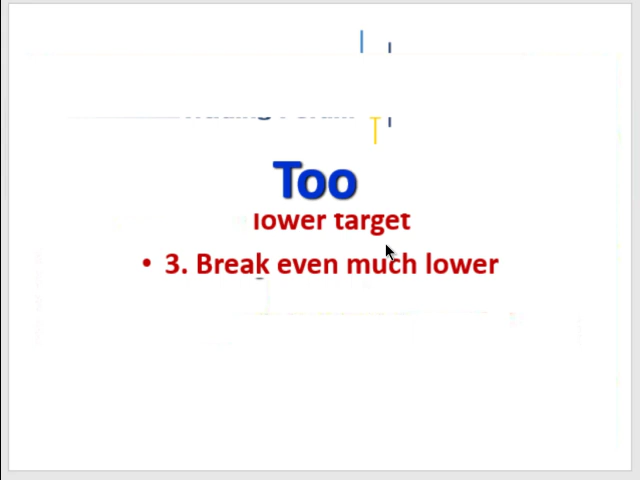 Too
lower target
• 3. Break even much lower